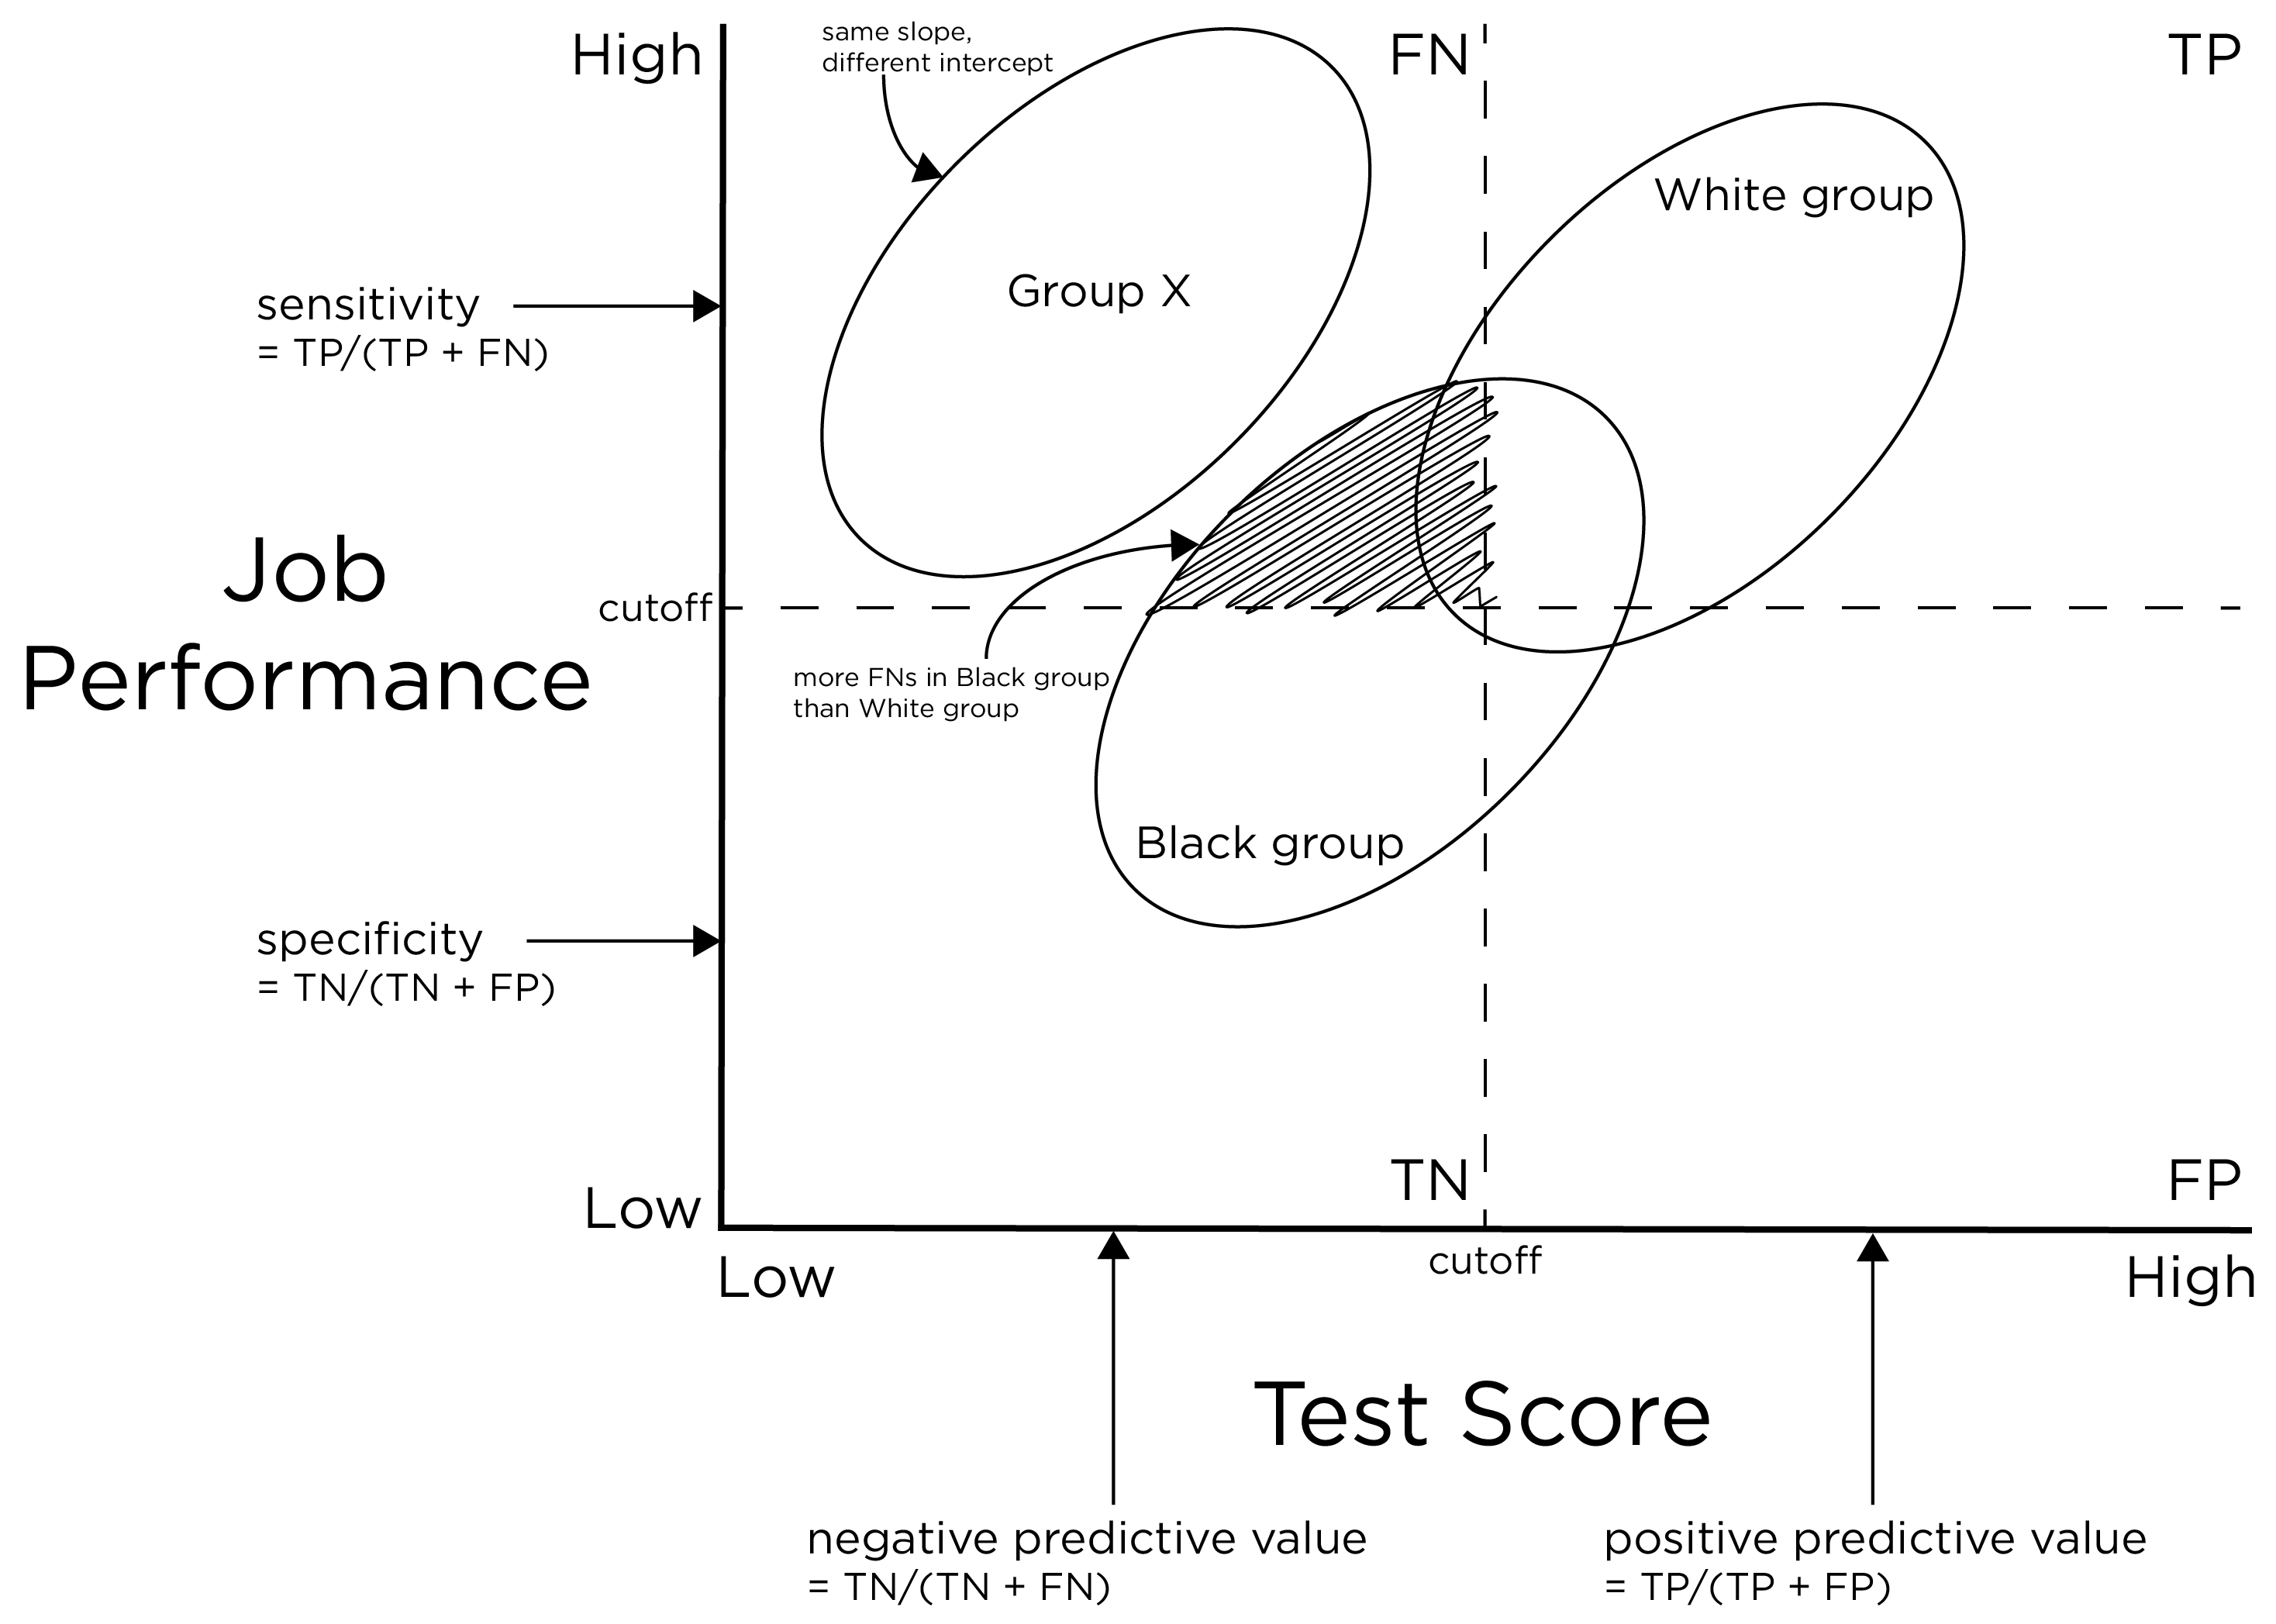 same slope,
different intercept
High
FN
TP
White group
Group X
sensitivity
= TP/(TP + FN)
Job
Performance
cutoff
more FNs in Black group
than White group
Black group
specificity
= TN/(TN + FP)
TN
FP
Low
Low
cutoff
High
Test Score
negative predictive value
= TN/(TN + FN)
positive predictive value
= TP/(TP + FP)